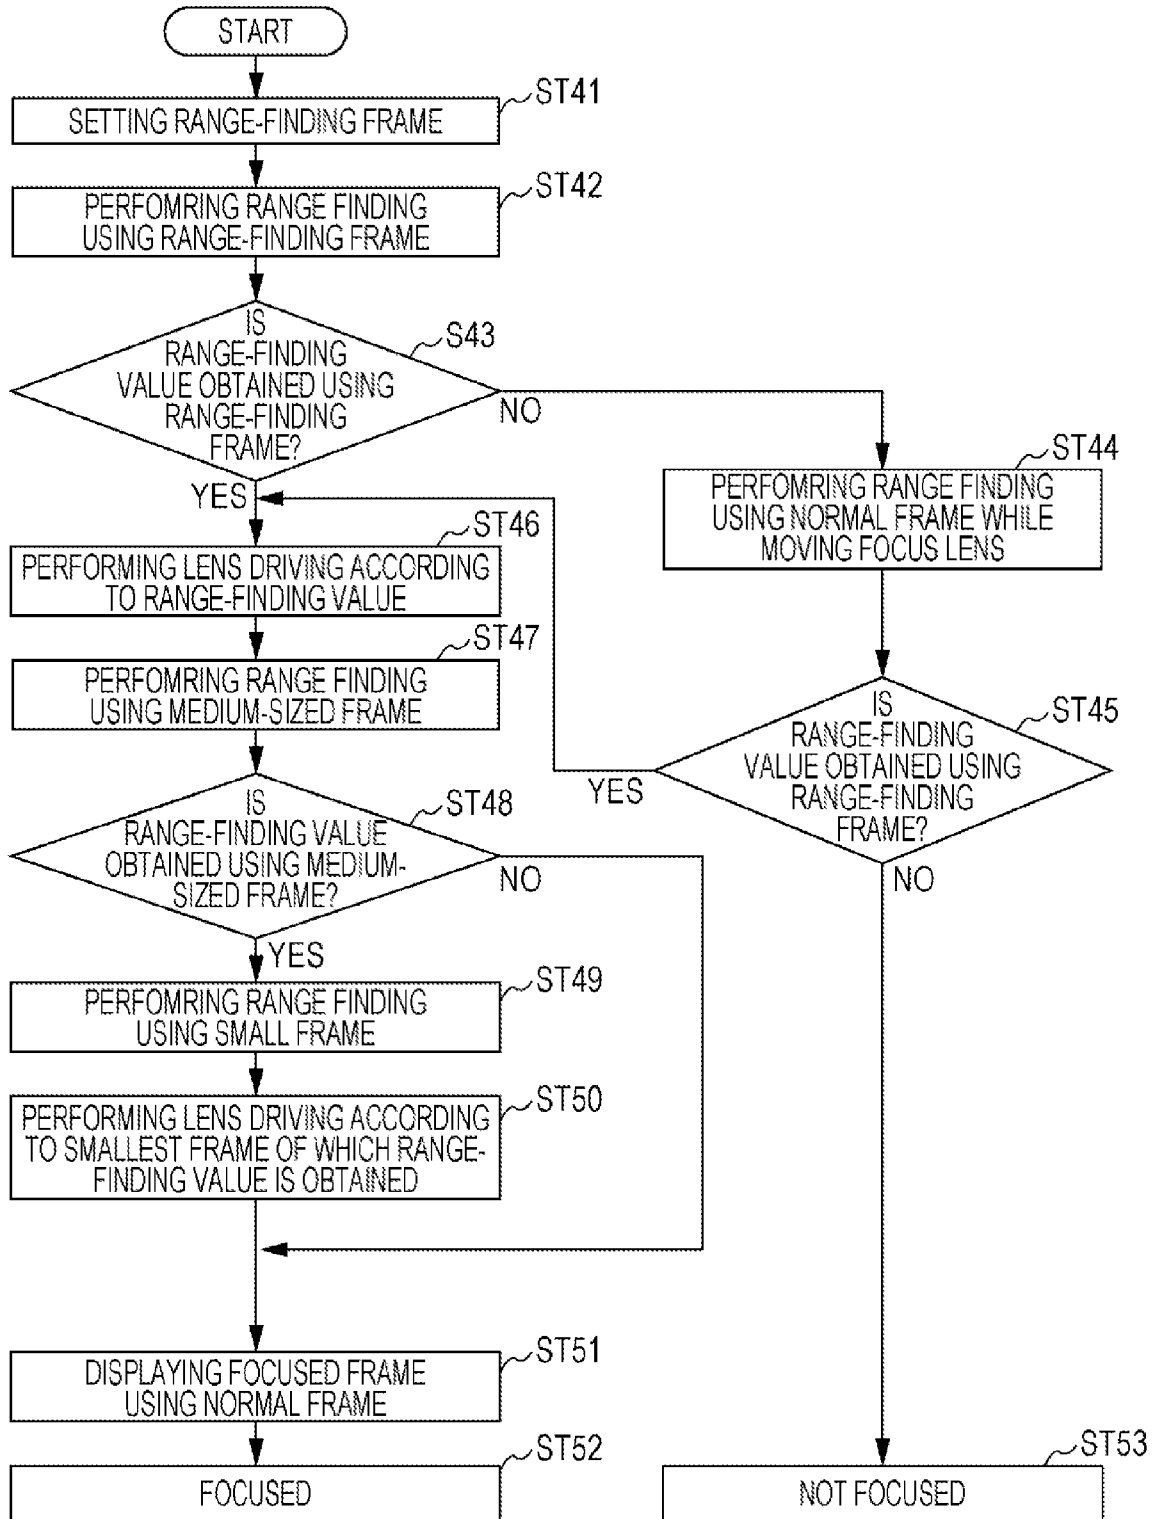 START
ST41
SETTING RANGE-FINDING FRAME
ST42
PERFOMRING RANGE FINDING
USING RANGE-FINDING FRAME
S43
IS
RANGE-FINDING
VALUE OBTAINED USING
RANGE-FINDING
FRAME?
NO
YES
ST44
PERFOMRING RANGE FINDING
USING NORMAL FRAME WHILE
MOVING FOCUS LENS
ST46
PERFORMING LENS DRIVING ACCORDING
TO RANGE-FINDING VALUE
ST47
PERFOMRING RANGE FINDING
USING MEDIUM-SIZED FRAME
ST45
IS
RANGE-FINDING
VALUE OBTAINED USING
RANGE-FINDING
FRAME?
YES
NO
ST48
IS
RANGE-FINDING VALUE
OBTAINED USING MEDIUM-
SIZED FRAME?
NO
YES
ST49
PERFOMRING RANGE FINDING
USING SMALL FRAME
ST50
PERFORMING LENS DRIVING ACCORDING
TO SMALLEST FRAME OF WHICH RANGE-
FINDING VALUE IS OBTAINED
ST51
DISPLAYING FOCUSED FRAME
USING NORMAL FRAME
ST52
FOCUSED
ST53
NOT FOCUSED